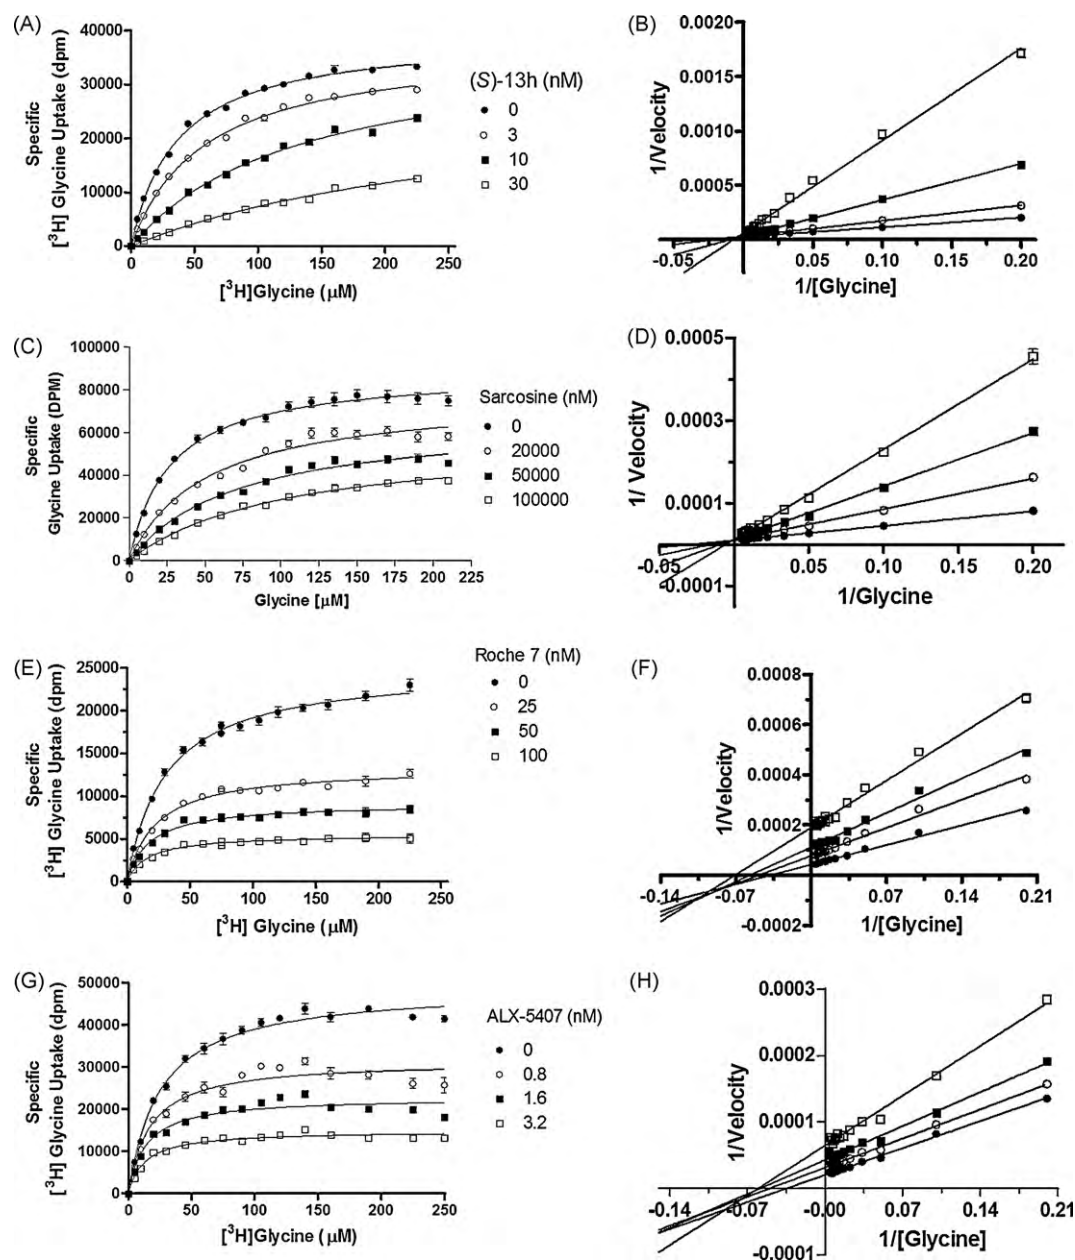 (A)
Specific
[³H] Glycine Uptake (dpm)
40000
30000
20000
10000
0
0 50 100 150 200 250
[³H]Glycine (μM)
(S)-13h (nM)
0
3
10
30
(B)
1/Velocity
0.0020
0.0015
0.0010
0.0005
-0.05 0.05 0.10 0.15 0.20
1/[Glycine]
(C)
Specific
Glycine Uptake (DPM)
100000
80000
60000
40000
20000
0
0 25 50 75 100 125 150 175 200 225
Glycine [μM]
Sarcosine (nM)
0
20000
50000
100000
(D)
1/ Velocity
0.0005
0.0003
0.0001
-0.0001
-0.05 0.05 0.10 0.15 0.20
1/Glycine
(E)
Specific
[³H] Glycine Uptake (dpm)
25000
20000
15000
10000
5000
0
0 50 100 150 200 250
[³H] Glycine (μM)
Roche 7 (nM)
0
25
50
100
(F)
1/Velocity
0.0008
0.0006
0.0004
0.0002
-0.0002
-0.14 -0.07 0.07 0.14 0.21
1/[Glycine]
(G)
Specific
[³H] Glycine Uptake (dpm)
50000
40000
30000
20000
10000
0
0 50 100 150 200 250
[³H]Glycine (μM)
ALX-5407 (nM)
0
0.8
1.6
3.2
(H)
1/Velocity
0.0003
0.0002
0.0001
-0.0001
-0.14 -0.07 0.00 0.07 0.14 0.21
1/[Glycine]